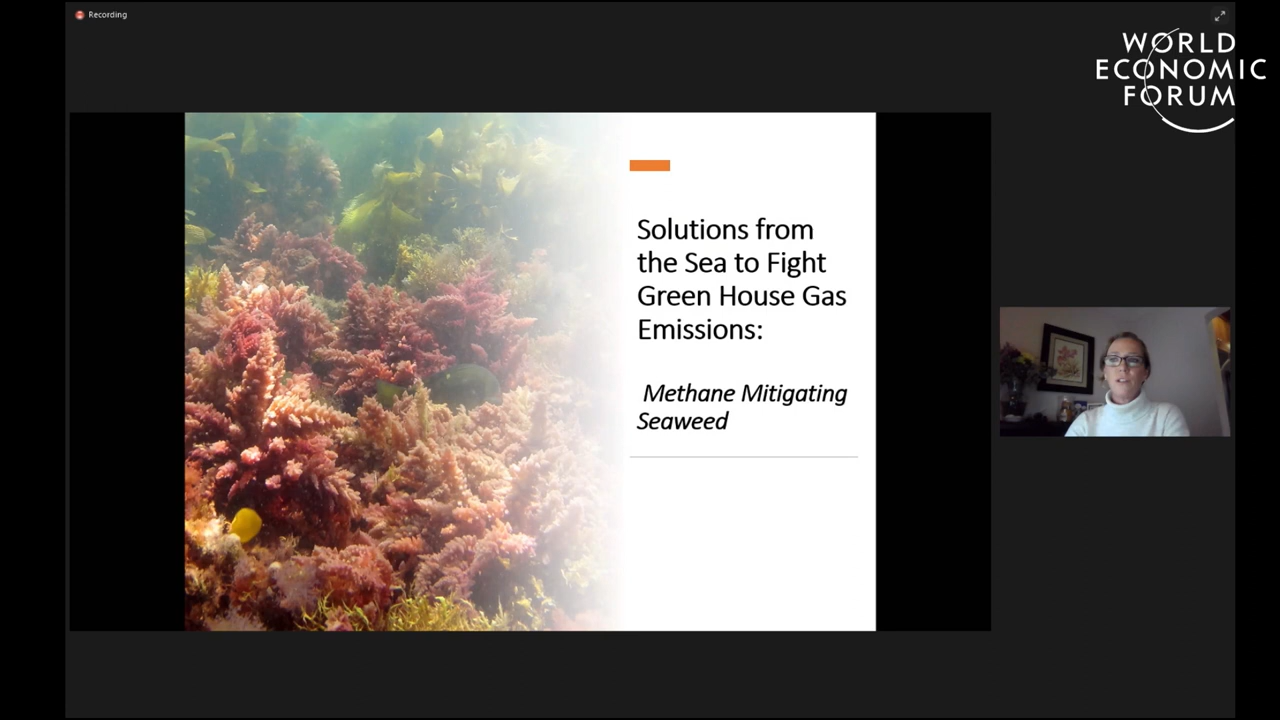 Recording
WORLD
ECONOMIC
FORUM
Solutions from
the Sea to Fight
Green House Gas
Emissions:
Methane Mitigating
Seaweed